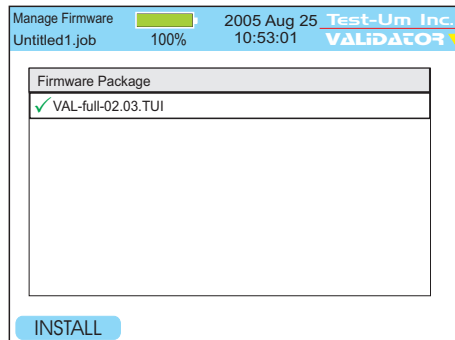 Manage Firmware 2005 Aug 25 Test-Um Inc.
Untitled1.job 100% 10:53:01 VALiDATOR
Firmware Package
VAL-full-02.03.TUI
INSTALL